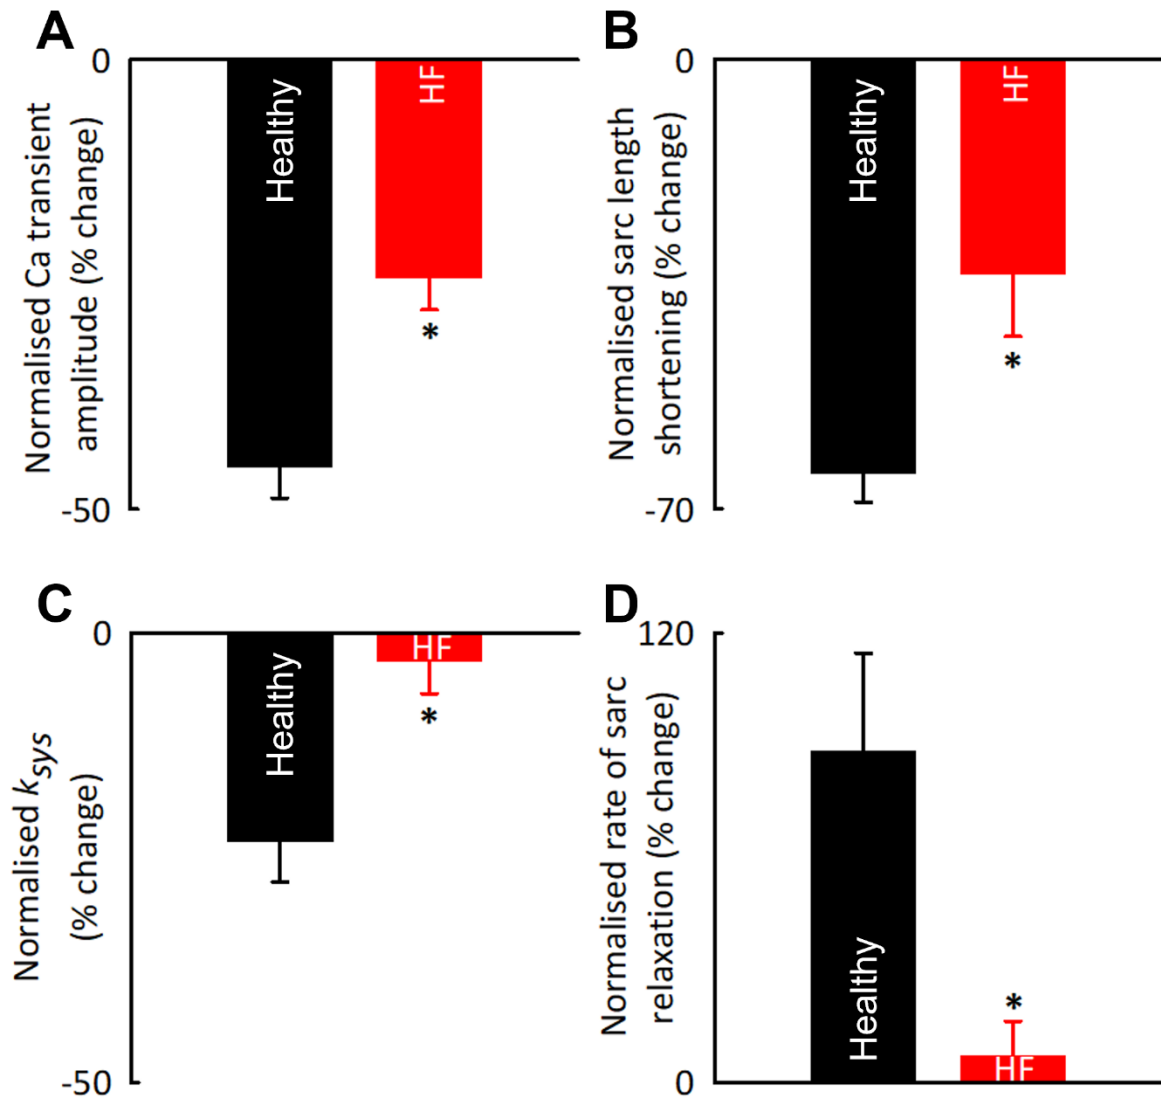 A
0
Normalised Ca transient
amplitude (% change)
-50
Healthy
HF
*
B
0
Normalised sarc length
shortening (% change)
-70
Healthy
HF
*
C
0
Normalised ksys
(% change)
-50
Healthy
HF
*
D
120
Normalised rate of sarc
relaxation (% change)
0
Healthy
HF
*